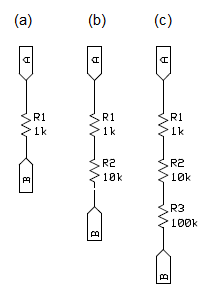 (a) (b) (c)
A A A
R1 R1 R1
1k 1k 1k
R2 R2
10k 10k
B
R3
100k
B
B